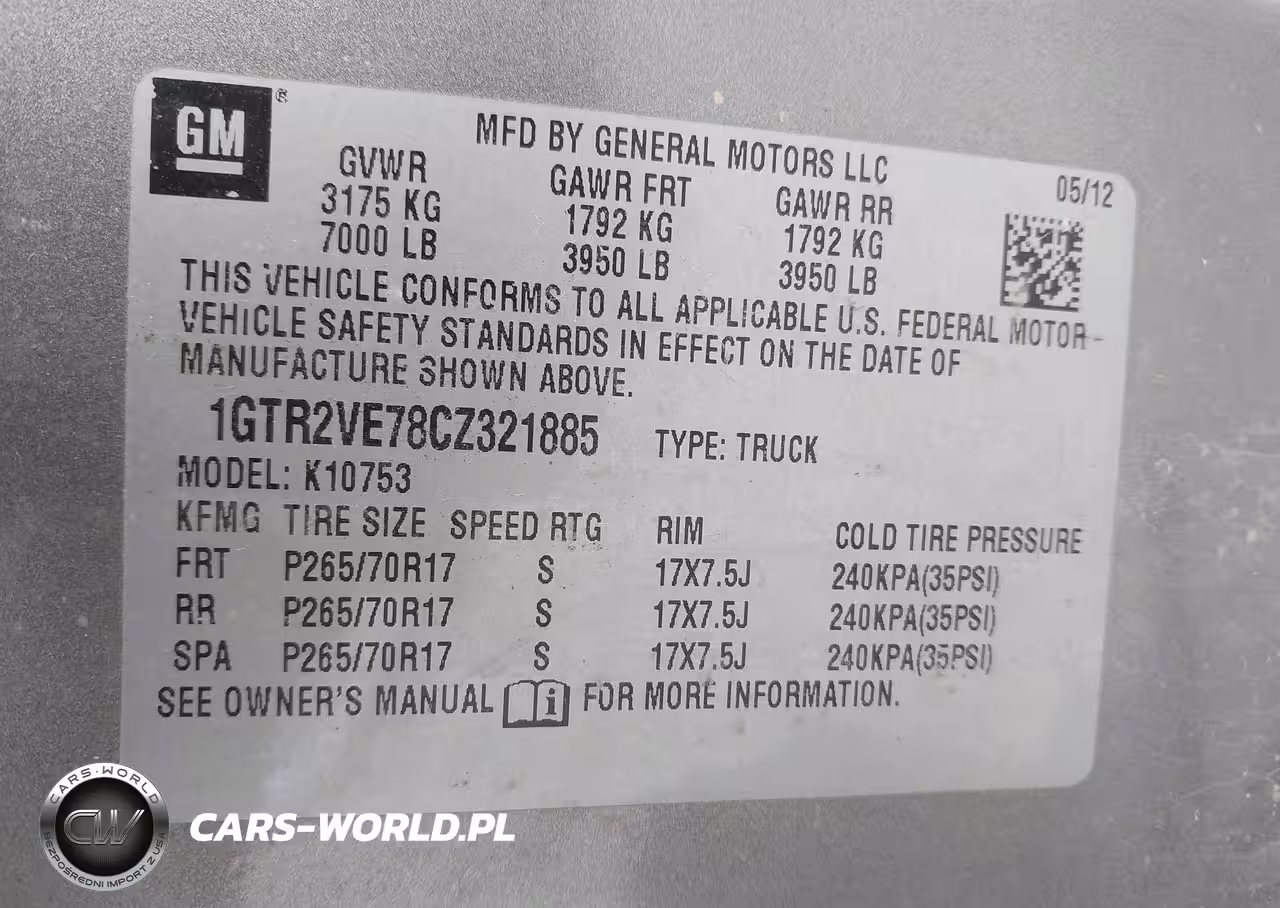 GM
MFD BY GENERAL MOTORS LLC
05/12
GVWR GAWR FRT GAWR RR
3175 KG 1792 KG 1792 KG
7000 LB 3950 LB 3950 LB
THIS VEHICLE CONFORMS TO ALL APPLICABLE U.S. FEDERAL MOTOR
VEHICLE SAFETY STANDARDS IN EFFECT ON THE DATE OF
MANUFACTURE SHOWN ABOVE.
1GTR2VE78CZ321885 TYPE: TRUCK
MODEL: K10753
KFMG TIRE SIZE SPEED RTG RIM COLD TIRE PRESSURE
FRT P265/70R17 S 17X7.5J 240KPA(35PSI)
RR P265/70R17 S 17X7.5J 240KPA(35PSI)
SPA P265/70R17 S 17X7.5J 240KPA(35PSI)
SEE OWNER'S MANUAL i FOR MORE INFORMATION.
CARS-WORLD
CW
BEZPOŚREDNI IMPORT Z USA
CARS-WORLD.PL